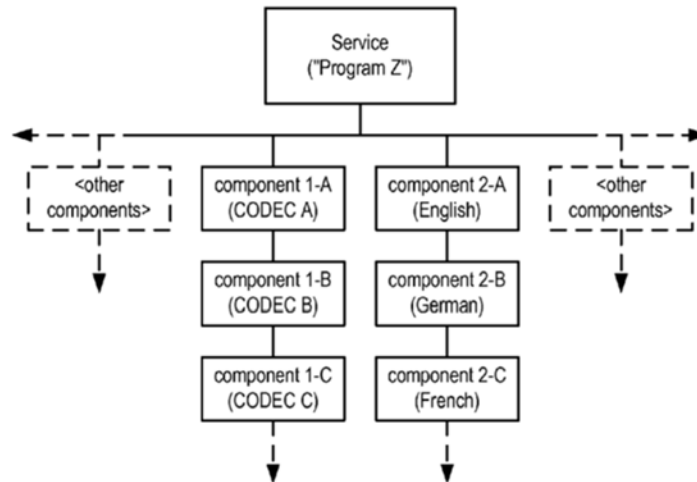 Service
("Program Z")
<other
components>
component 1-A
(CODEC A)
component 2-A
(English)
<other
components>
component 1-B
(CODEC B)
component 2-B
(German)
component 1-C
(CODEC C)
component 2-C
(French)